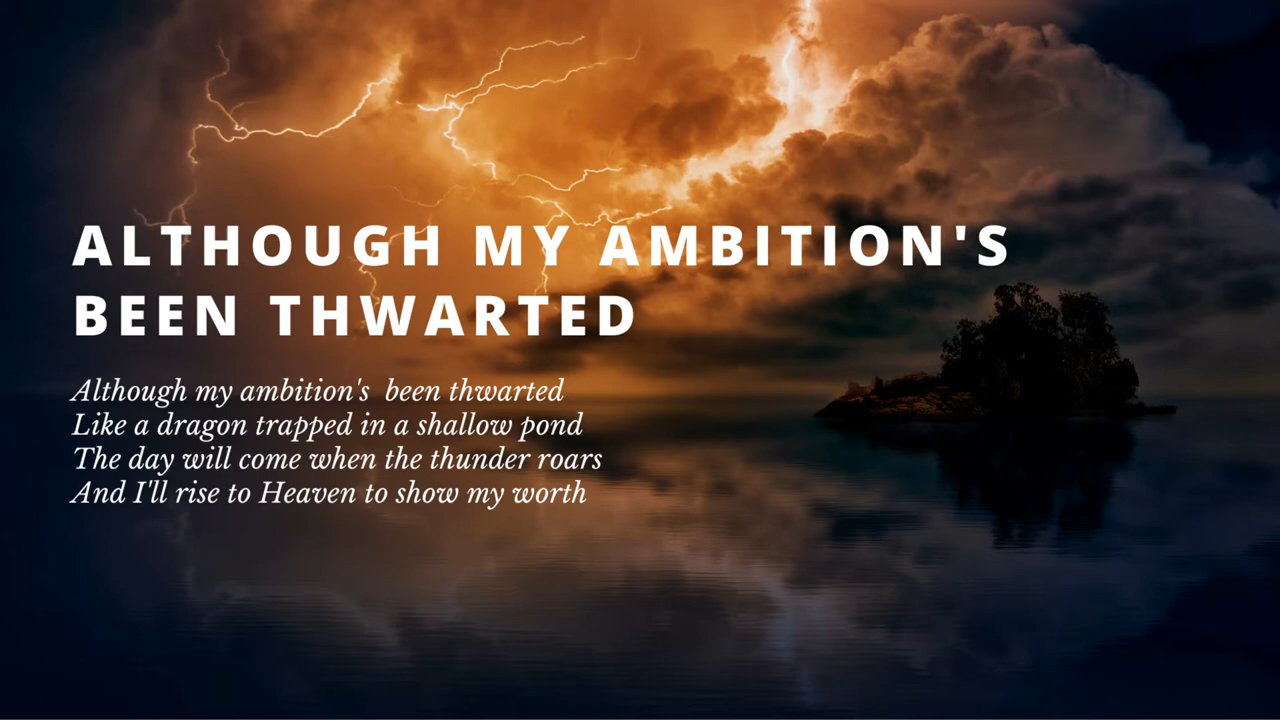 ALTHOUGH MY AMBITION'S
BEEN THWARTED
Although my ambition's  been thwarted
Like a dragon trapped in a shallow pond
The day will come when the thunder roars
And I'll rise to Heaven to show my worth